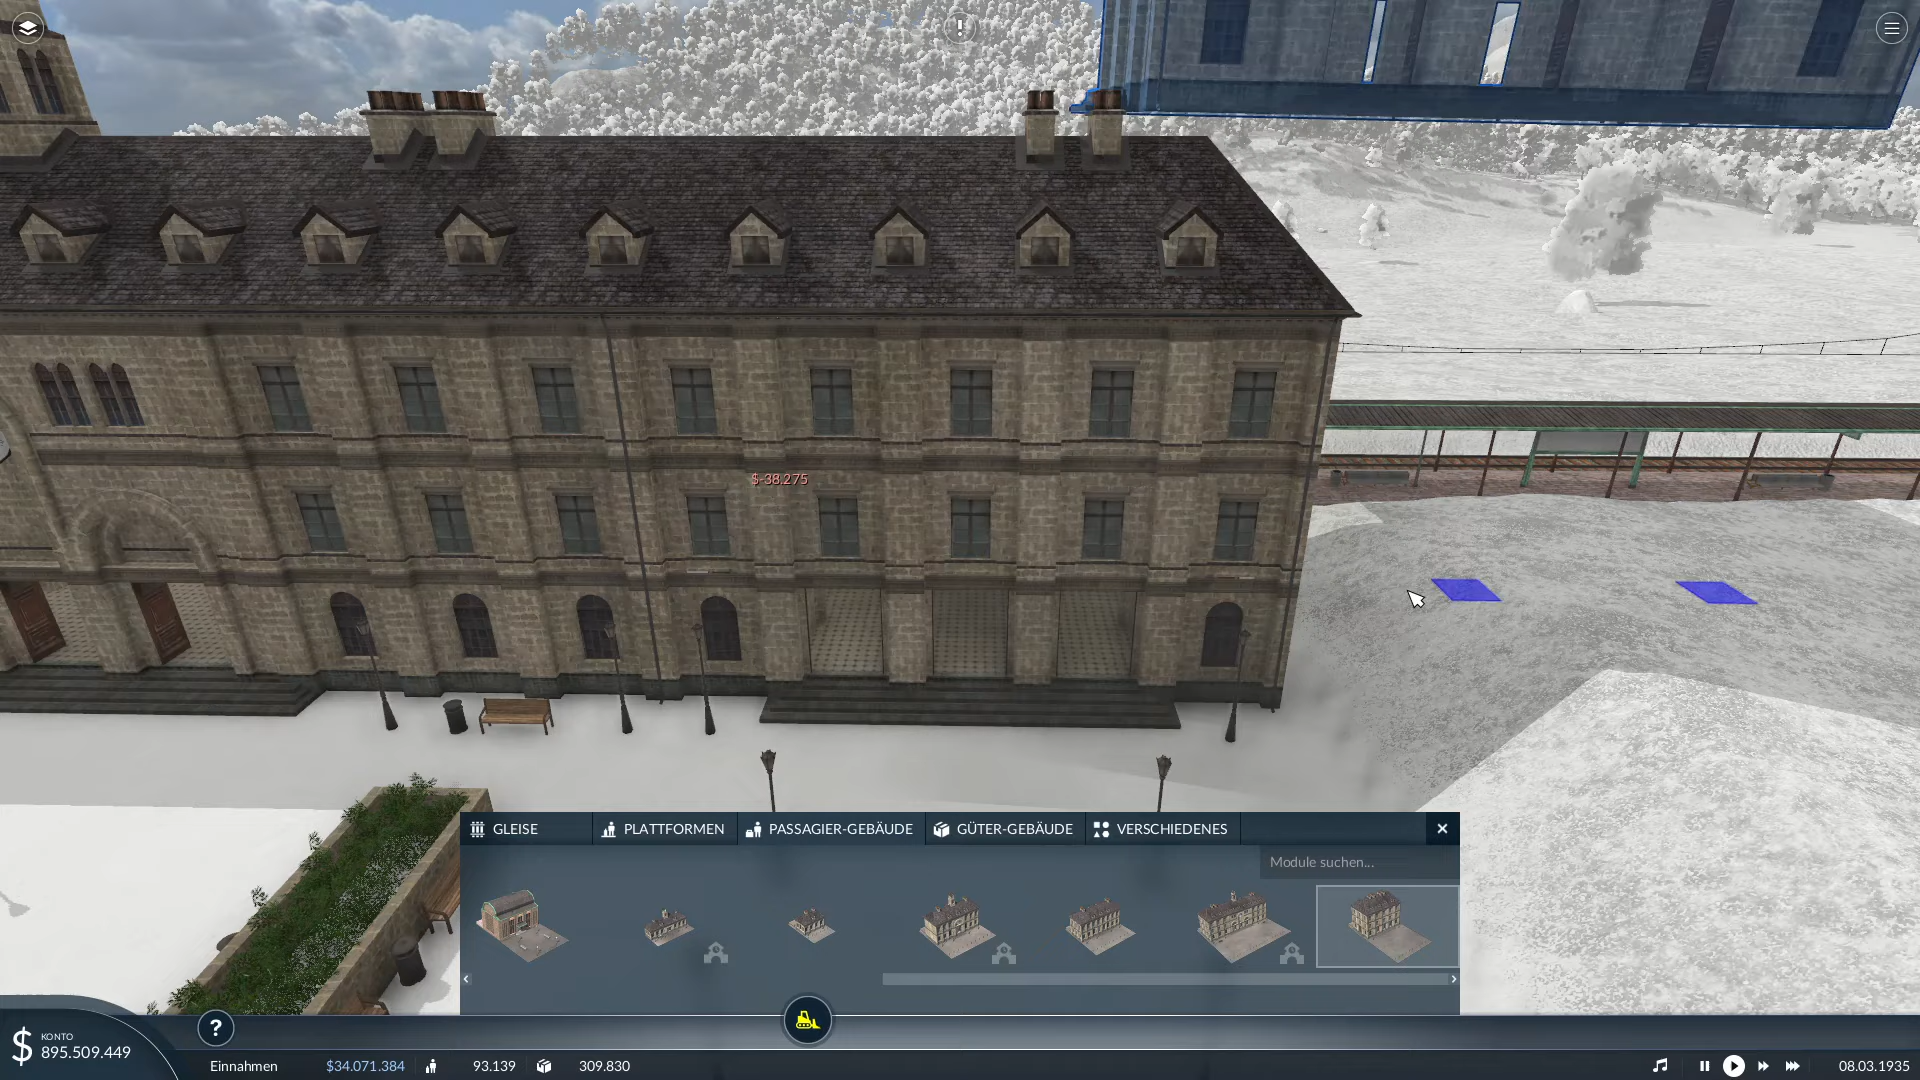 $-38.275
GLEISE
PLATTFORMEN
PASSAGIER-GEBÄUDE
GÜTER-GEBÄUDE
VERSCHIEDENES
Module suchen...
KONTO
895.509.449
Einnahmen
$34.071.384
93.139
309.830
08.03.1935